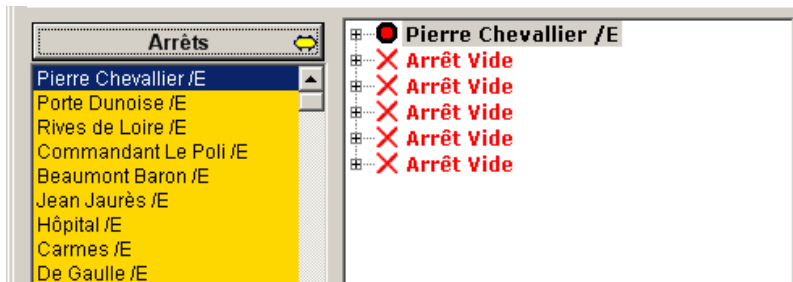 Arrêts
Pierre Chevallier /E
Porte Dunoise /E
Rives de Loire /E
Commandant Le Poli /E
Beaumont Baron /E
Jean Jaurès /E
Hôpital /E
Carmes /E
De Gaulle /E
Pierre Chevallier /E
Arrêt Vide
Arrêt Vide
Arrêt Vide
Arrêt Vide
Arrêt Vide